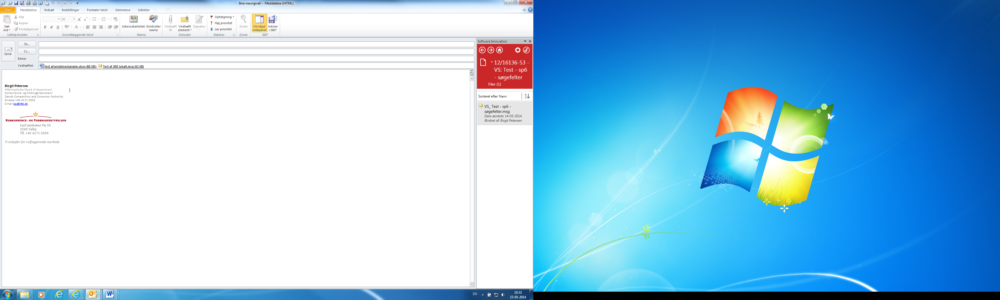 Ikke-navngivet - Meddelelse (HTML)
Filer Meddelelse Indsæt Indstillinger Formater tekst Gennemse Udvikler
Sæt ind
Klip
Kopier
Formatpensel
Udklipsholder
10
F K U
Grundlæggende tekst
Adressekartotek
Kontroller navne
Navne
Vedhæft fil
Vedhæft element
Signatur
Inkluder
Opfølgning
Høj prioritet
Lav prioritet
Mærker
Zoom
Zoom
Vis/skjul sidepanel
Arkiver i 360°
360°
Send
Til...
Cc...
Emne:
Vedhæftet: test afsendelseskanaler.docx (66 KB); Test af 360 lokalt.msg (42 KB)
Birgit Petersen
Afdelingsleder/Head of department
Konkurrence- og Forbrugerstyrelsen/
Danish Competition and Consumer Authority
Direkte +45 4171 5035
E-mail bp@kfst.dk
KONKURRENCE- OG FORBRUGERSTYRELSEN
Carl Jacobsens Vej 35
2500 Valby
Tlf. +45 4171 5000
Vi arbejder for velfungerende markede
Software Innovation
12/16136-53 -
VS: Test - sp6
- søgefelter
Filer (1)
Sorteret efter Navn
VS_ Test - sp6 -
søgefelter.msg
Dato ændret: 14-03-2014
Ændret af: Birgit Petersen
DA
10:32
23-05-2014